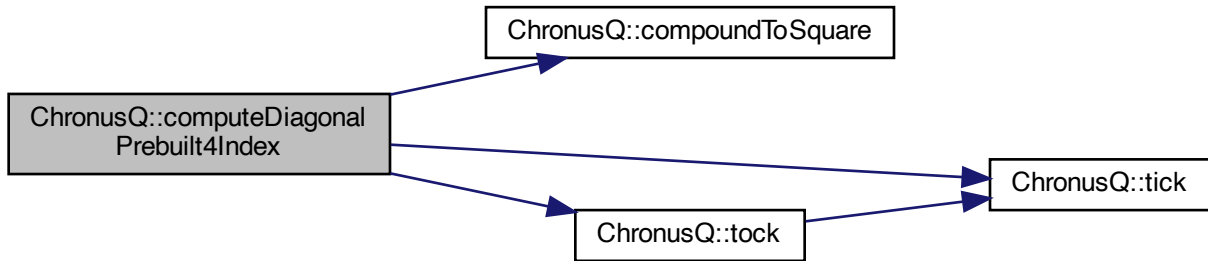 ChronusQ::compoundToSquare
ChronusQ::computeDiagonal
Prebuilt4Index
ChronusQ::tick
ChronusQ::tock